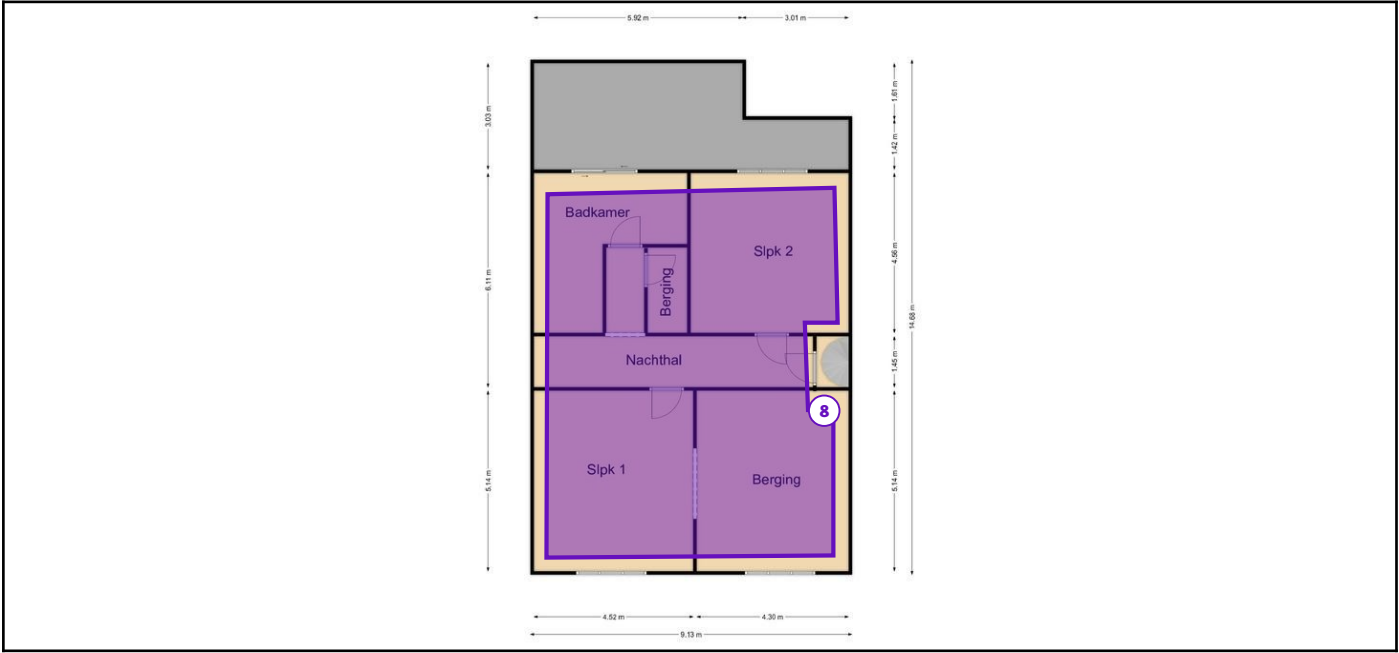 5.92 m
3.01 m
3.03 m
1.61 m
1.42 m
Badkamer
Slpk 2
Berging
4.56 m
6.11 m
14.68 m
Nachthal
1.45 m
8
Slpk 1
Berging
5.14 m
5.14 m
4.52 m
4.30 m
9.13 m